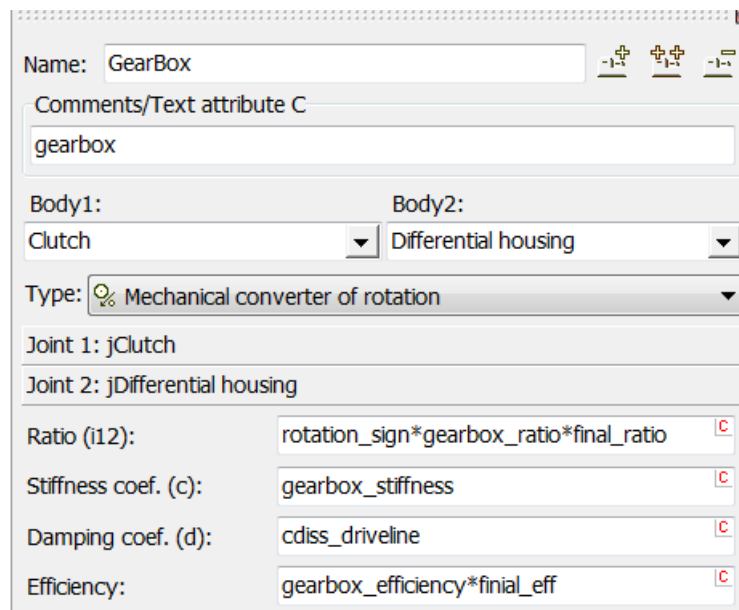 Name: GearBox
Comments/Text attribute C
gearbox
Body1: Body2:
Clutch Differential housing
Type: Mechanical converter of rotation
Joint 1: jClutch
Joint 2: jDifferential housing
Ratio (i12): rotation_sign*gearbox_ratio*final_ratio C
Stiffness coef. (c): gearbox_stiffness C
Damping coef. (d): cdiss_driveline C
Efficiency: gearbox_efficiency*finial_eff C